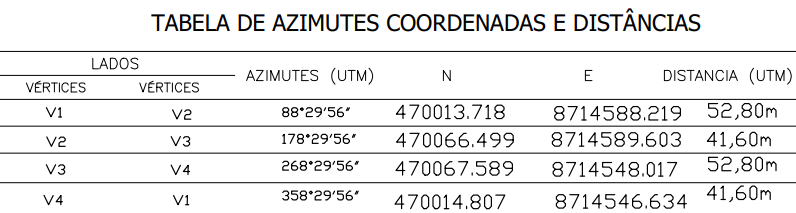 TABELA DE AZIMUTES COORDENADAS E DISTÂNCIAS
LADOS
VÉRTICES VÉRTICES AZIMUTES (UTM) N E DISTANCIA (UTM)
V1 V2 88°29'56" 470013.718 8714588.219 52,80m
V2 V3 178°29'56" 470066.499 8714589.603 41,60m
V3 V4 268°29'56" 470067.589 8714548.017 52,80m
V4 V1 358°29'56" 470014.807 8714546.634 41,60m